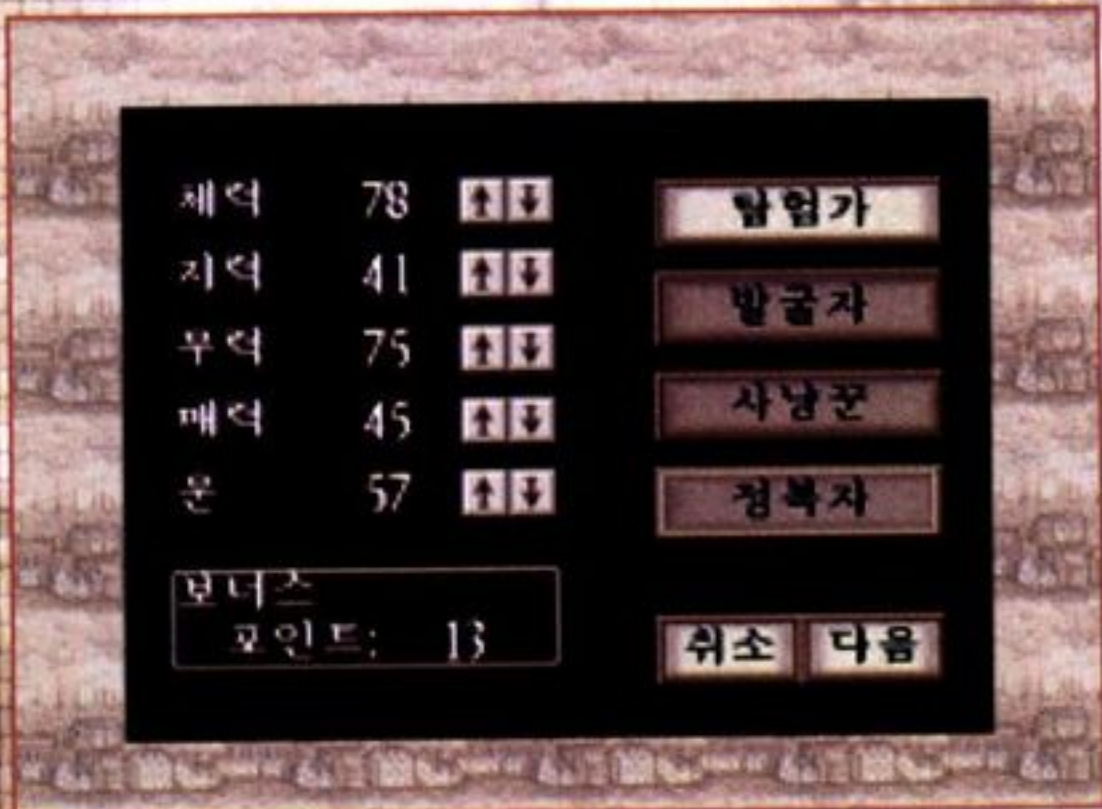 체력 78
지력 41
무력 75
매력 45
운 57
보너스
포인트: 13
탐험가
발굴자
사냥꾼
정복자
취소 다음